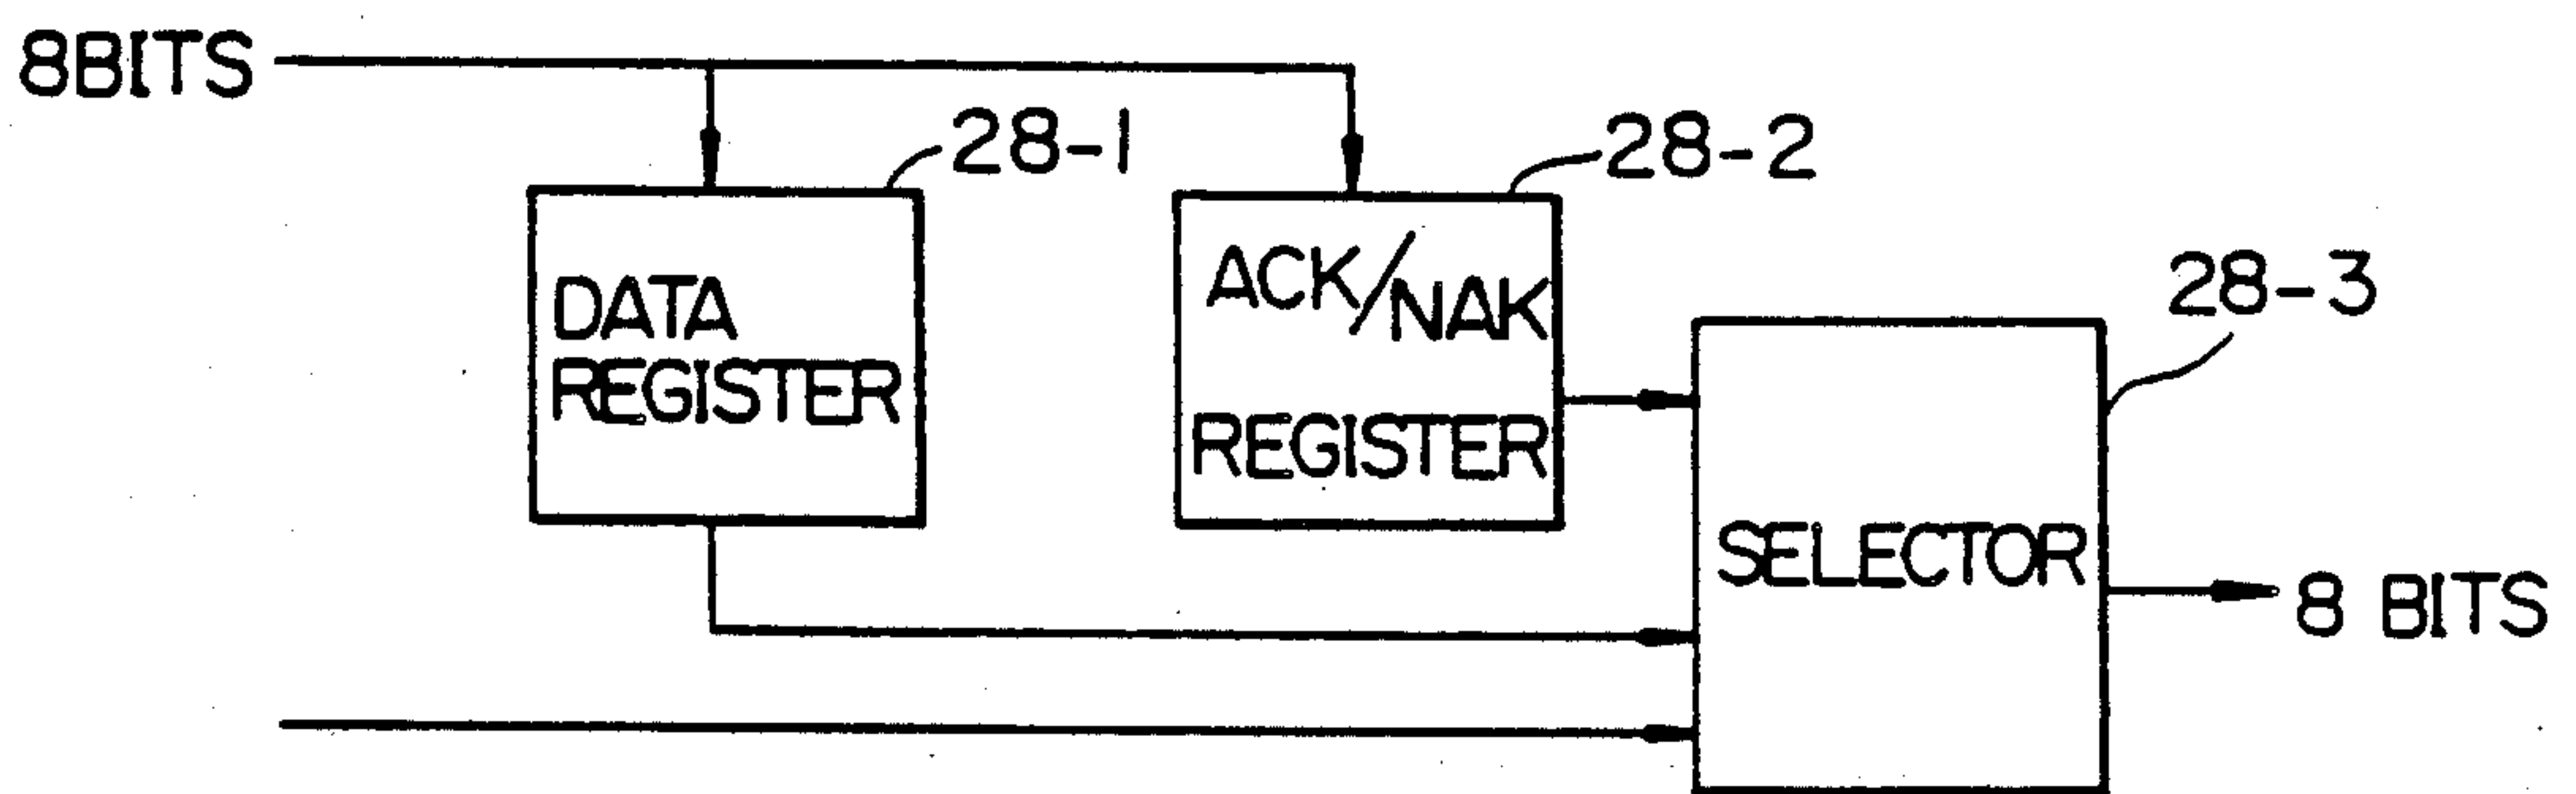 8BITS
28-1
28-2
DATA
REGISTER
ACK/NAK
REGISTER
28-3
SELECTOR
8 BITS